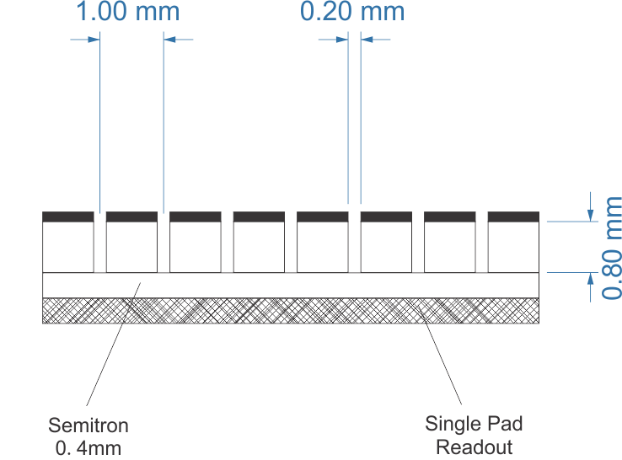 1.00 mm
0.20 mm
0.80 mm
Semitron
0. 4mm
Single Pad
Readout